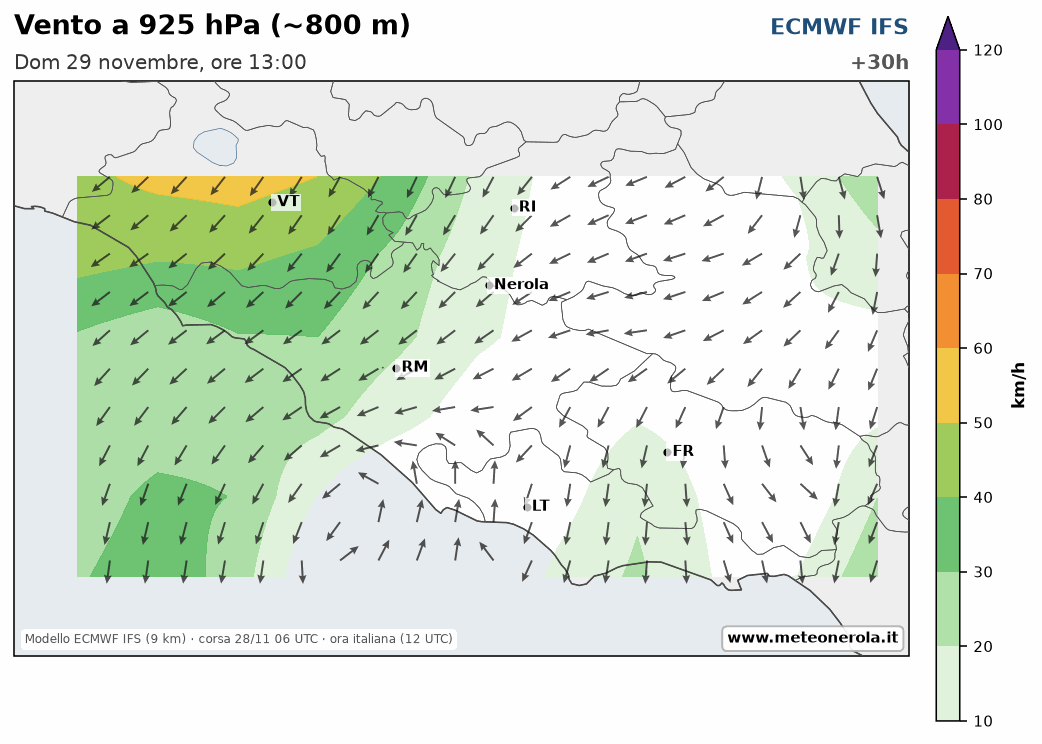 Vento a 925 hPa (~800 m)
ECMWF IFS
Dom 29 novembre, ore 13:00
+30h
VT
RI
Nerola
RM
FR
LT
Modello ECMWF IFS (9 km) · corsa 28/11 06 UTC · ora italiana (12 UTC)
www.meteonerola.it
120
100
80
70
60
50
40
30
20
10
km/h